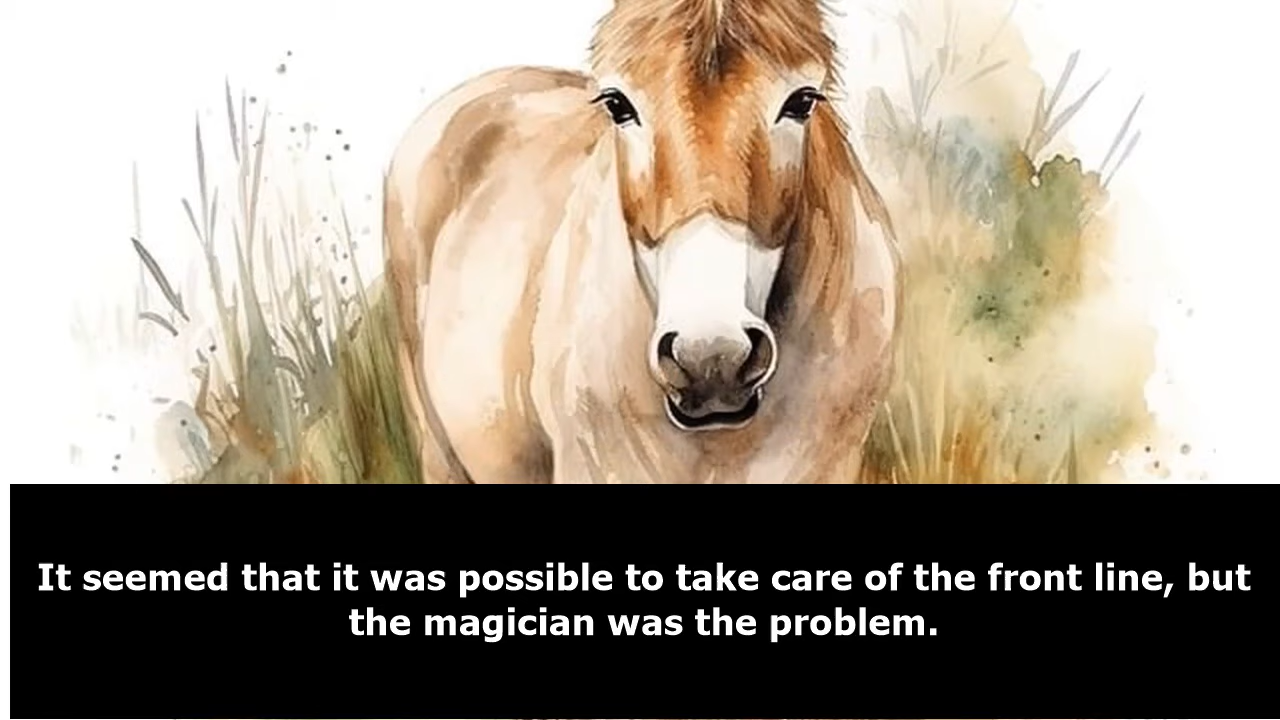 It seemed that it was possible to take care of the front line, but
the magician was the problem.